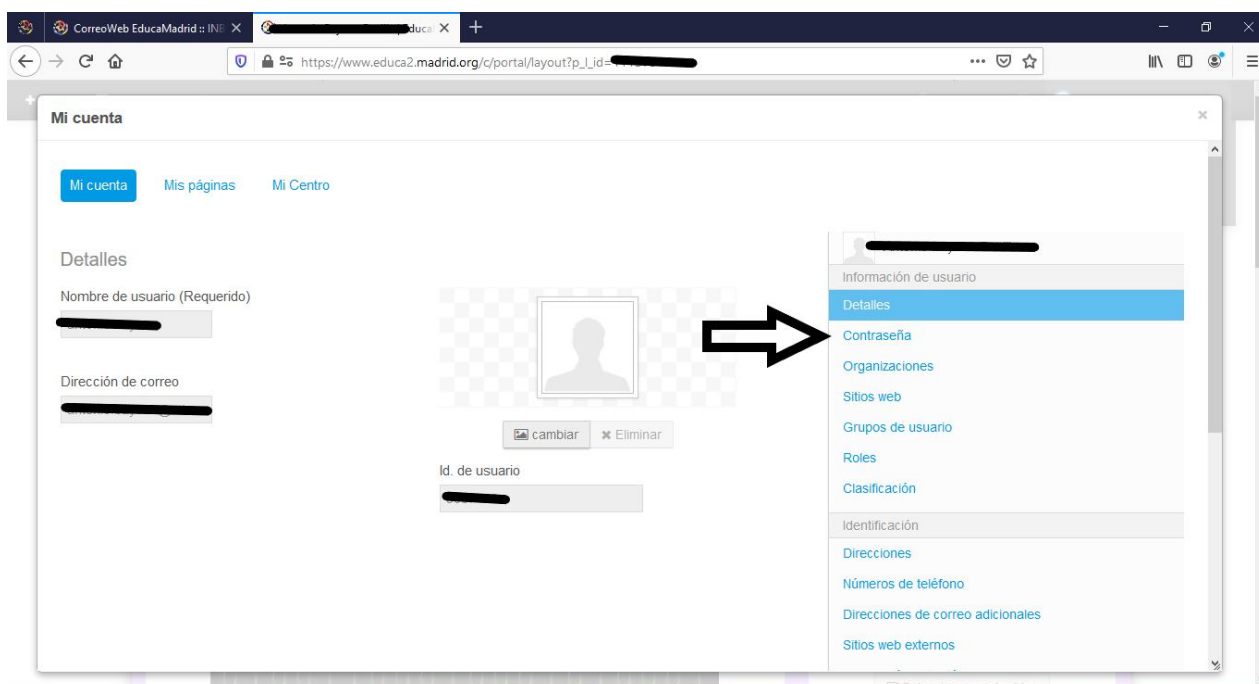 CorreoWeb EducaMadrid :: INB
https://www.educa2.madrid.org/c/portal/layout?p_l_id=
Mi cuenta
Mi cuenta
Mis páginas
Mi Centro
Detalles
Nombre de usuario (Requerido)
Dirección de correo
cambiar
Eliminar
Id. de usuario
Información de usuario
Detalles
Contraseña
Organizaciones
Sitios web
Grupos de usuario
Roles
Clasificación
Identificación
Direcciones
Números de teléfono
Direcciones de correo adicionales
Sitios web externos